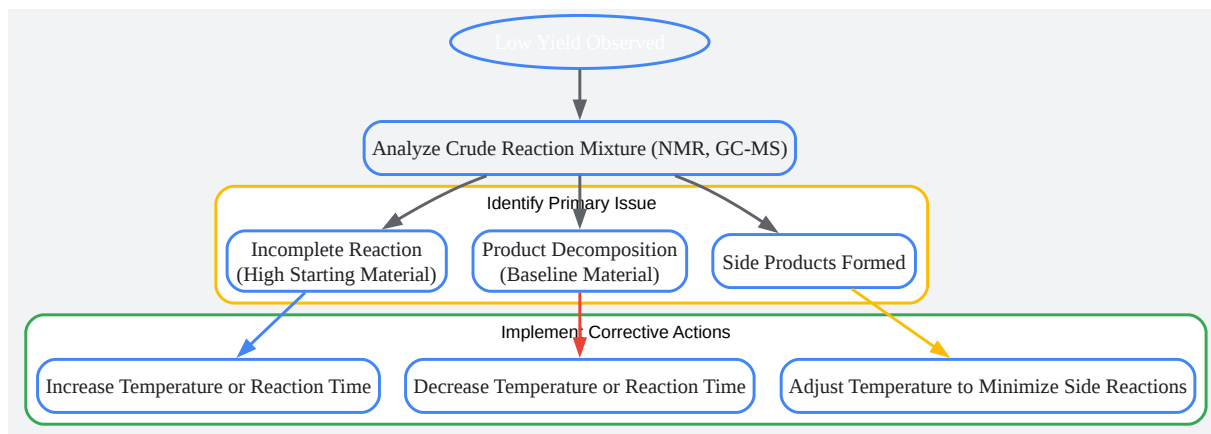 Low Yield Observed
Analyze Crude Reaction Mixture (NMR, GC-MS)
Identify Primary Issue
Incomplete Reaction
(High Starting Material)
Product Decomposition
(Baseline Material)
Side Products Formed
Implement Corrective Actions
Increase Temperature or Reaction Time
Decrease Temperature or Reaction Time
Adjust Temperature to Minimize Side Reactions